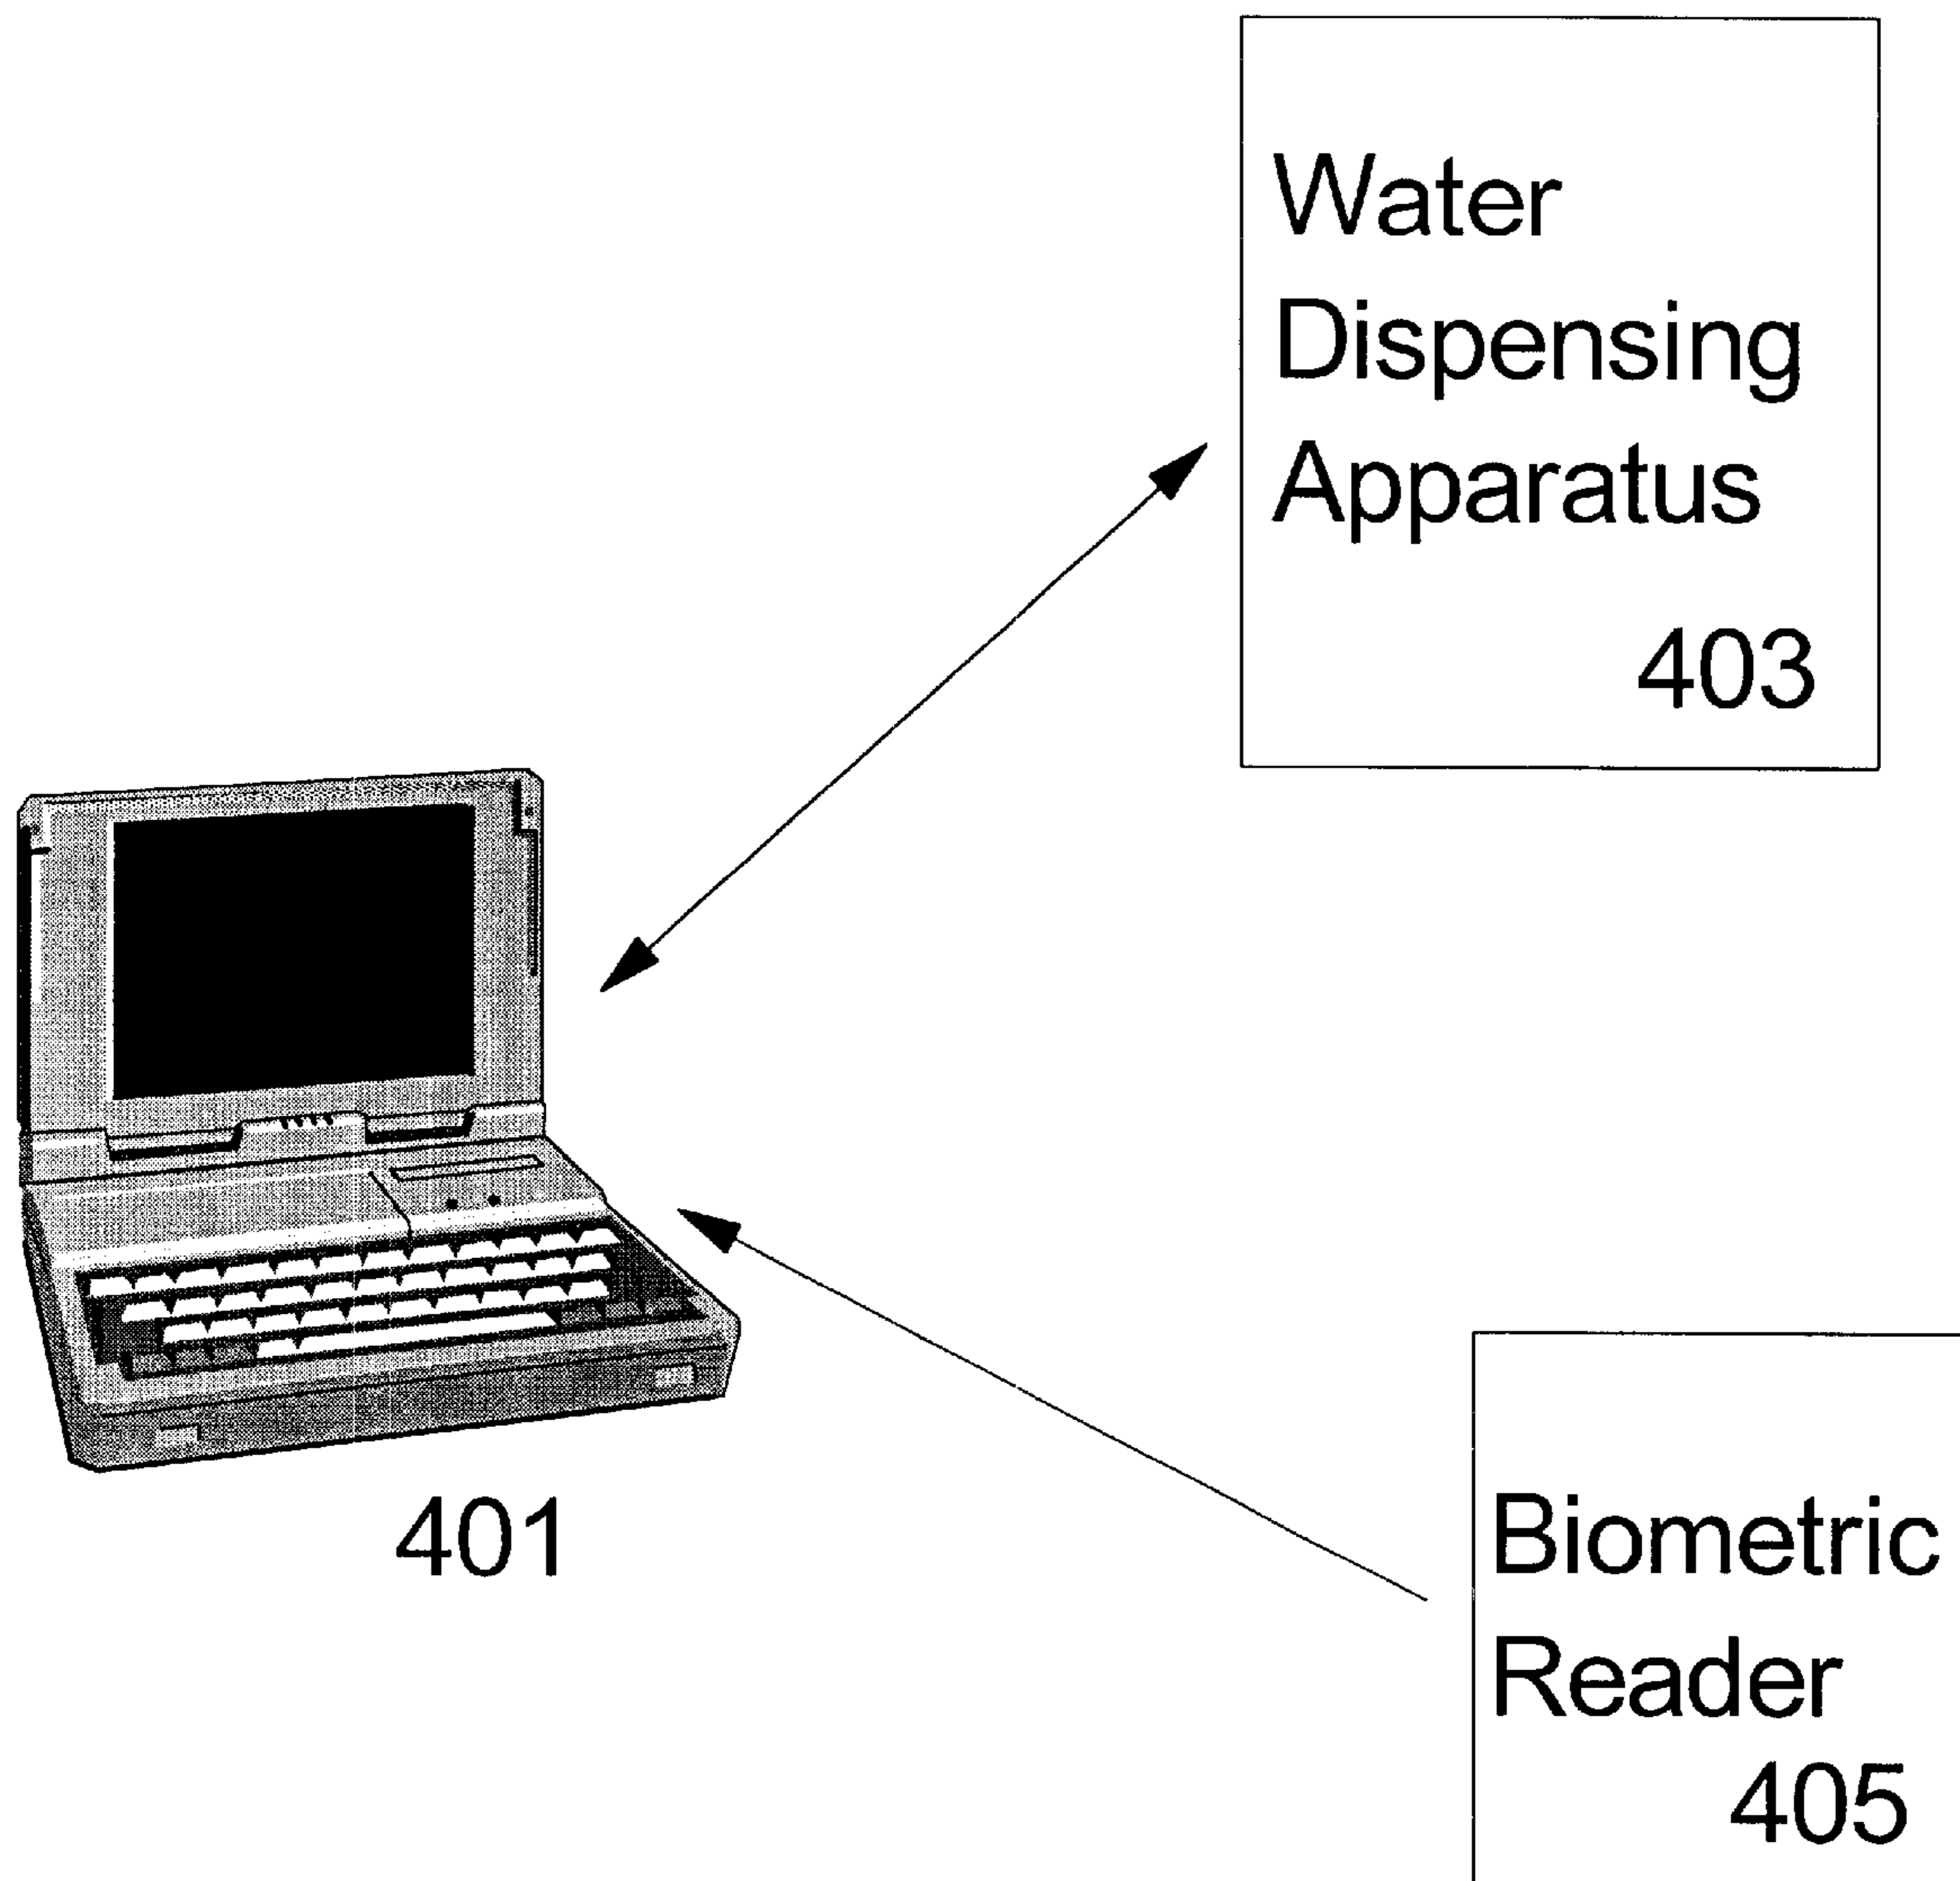 Water
Dispensing
Apparatus
403
401
Biometric
Reader
405